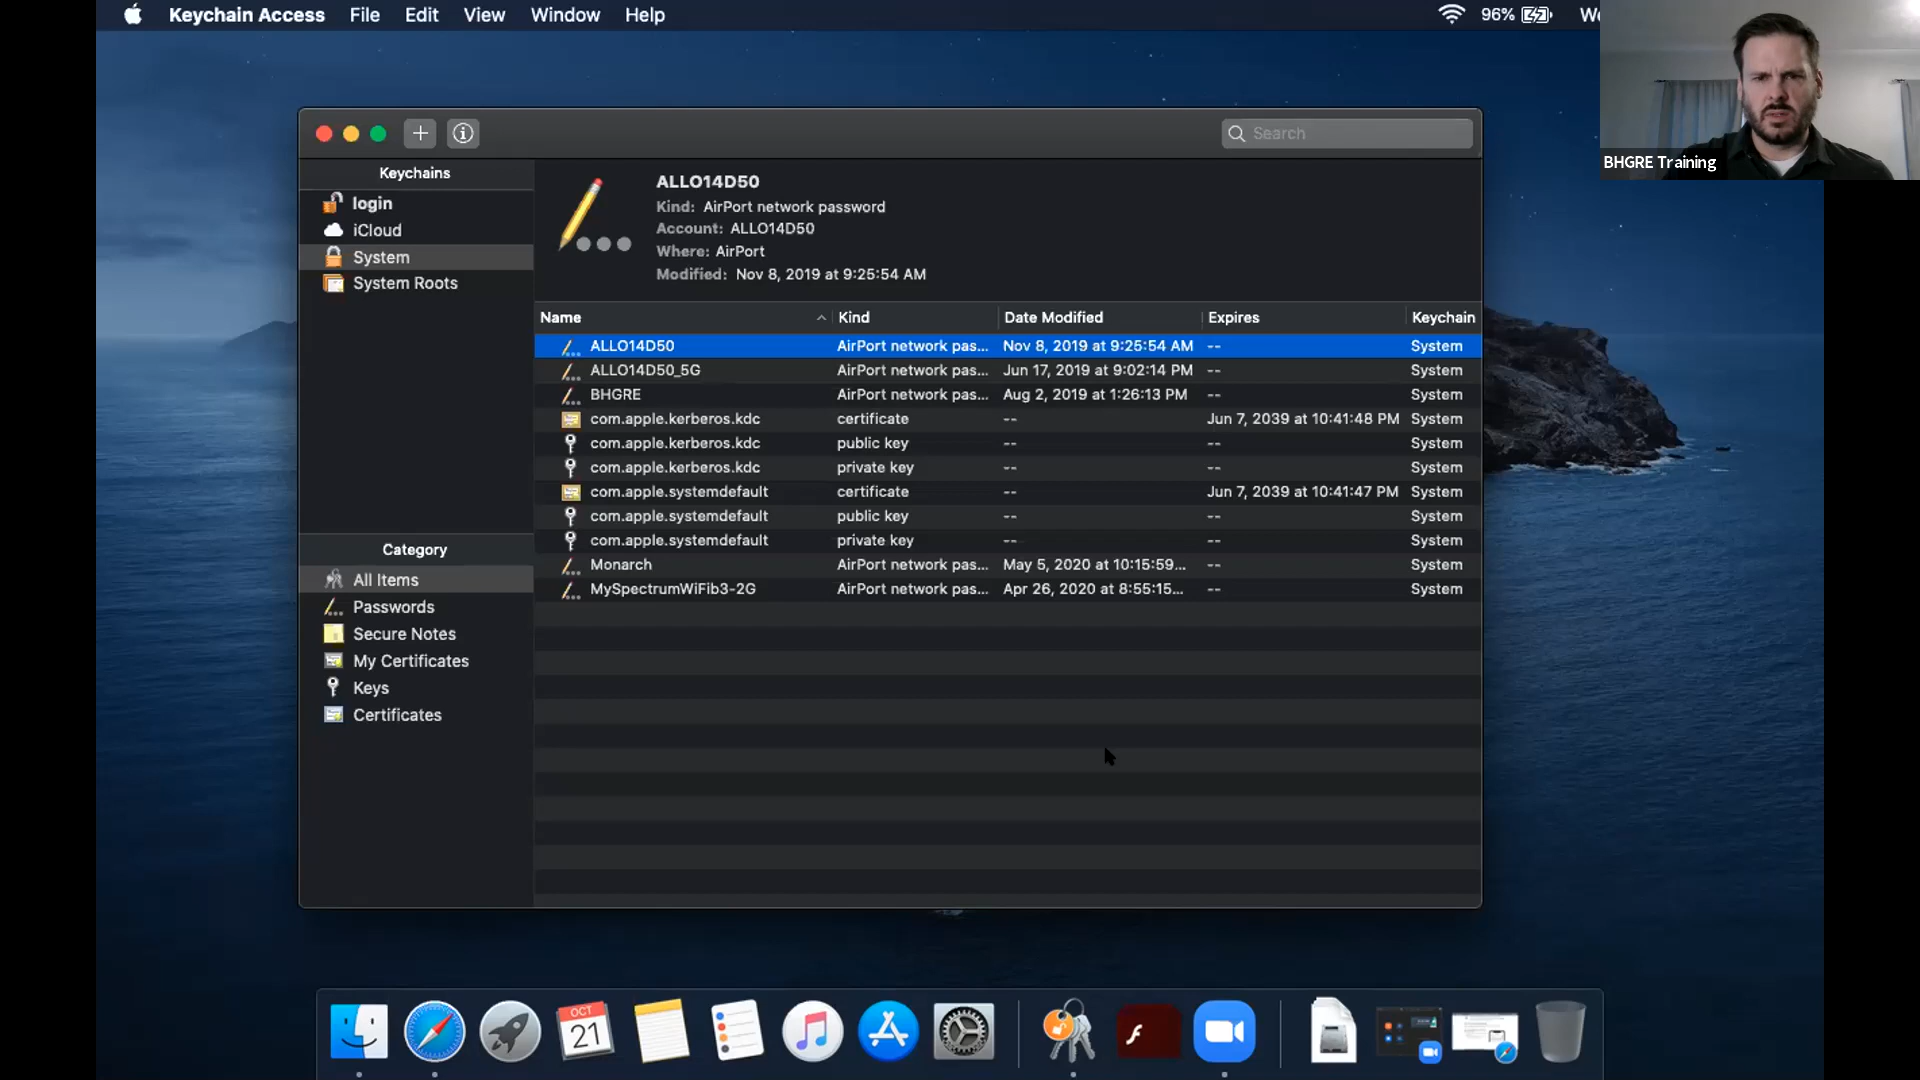 Keychain Access File Edit View Window Help 96%
BHGRE Training
Search
Keychains
login
iCloud
System
System Roots
ALLO14D50
Kind: AirPort network password
Account: ALLO14D50
Where: AirPort
Modified: Nov 8, 2019 at 9:25:54 AM
Name Kind Date Modified Expires Keychain
ALLO14D50 AirPort network pas... Nov 8, 2019 at 9:25:54 AM -- System
ALLO14D50_5G AirPort network pas... Jun 17, 2019 at 9:02:14 PM -- System
BHGRE AirPort network pas... Aug 2, 2019 at 1:26:13 PM -- System
com.apple.kerberos.kdc certificate -- Jun 7, 2039 at 10:41:48 PM System
com.apple.kerberos.kdc public key -- -- System
com.apple.kerberos.kdc private key -- -- System
com.apple.systemdefault certificate -- Jun 7, 2039 at 10:41:47 PM System
com.apple.systemdefault public key -- -- System
com.apple.systemdefault private key -- -- System
Monarch AirPort network pas... May 5, 2020 at 10:15:59... -- System
MySpectrumWiFib3-2G AirPort network pas... Apr 26, 2020 at 8:55:15... -- System
Category
All Items
Passwords
Secure Notes
My Certificates
Keys
Certificates
OCT
21